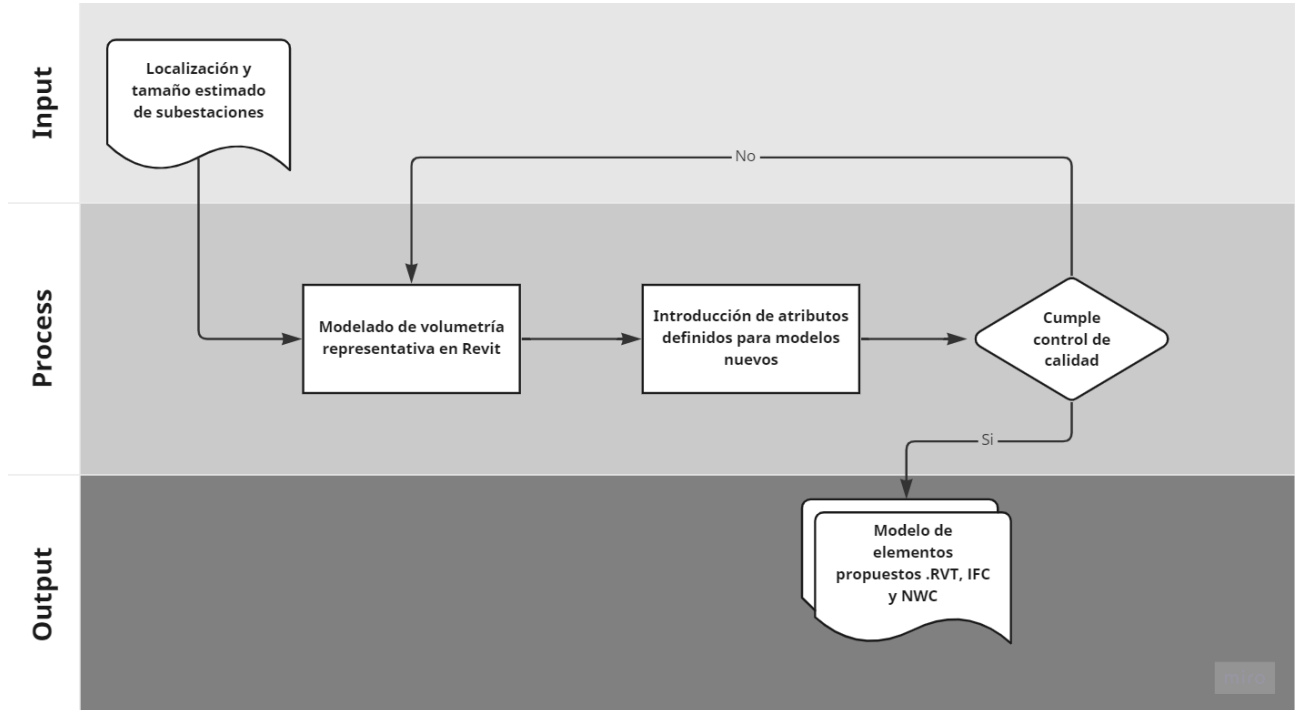 Input
Localización y
tamaño estimado
de subestaciones
No
Process
Modelado de volumetría
representativa en Revit
Introducción de atributos
definidos para modelos
nuevos
Cumple
control de
calidad
Si
Output
Modelo de
elementos
propuestos .RVT, IFC
y NWC
miro